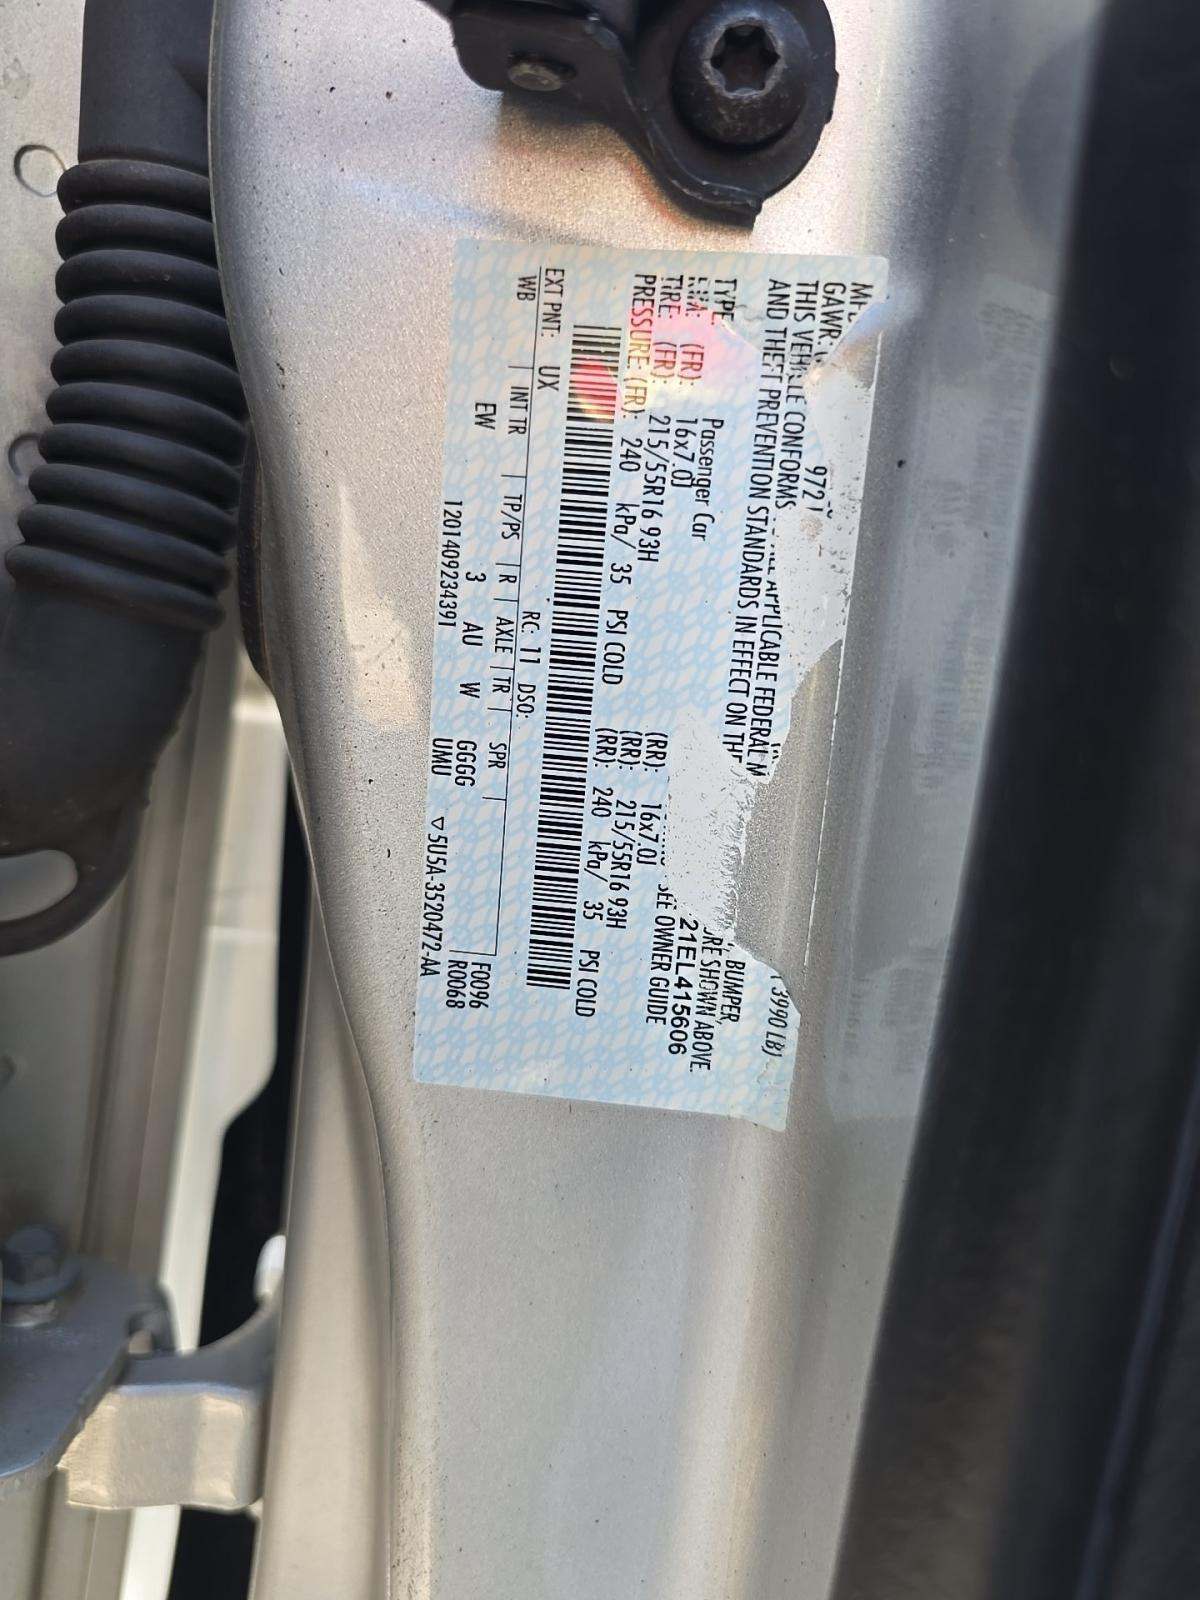 GAWR:
972
3990 LB
THIS VEHICLE CONFORMS APPLICABLE FEDERAL M BUMPER,
AND THEFT PREVENTION STANDARDS IN EFFECT ON THE SHOWN ABOVE.
21EL415606
TYPE Passenger Car SEE OWNER GUIDE
(FR): 16x7.0J (RR): 16x7.0J
TIRE: (FR): 215/55R16 93H (RR): 215/55R16 93H
PRESSURE: (FR): 240 kPa/ 35 PSI COLD (RR): 240 kPa/ 35 PSI COLD
EXT PNT: UX RC: 11 DSO:
WB | INT TR | TP/PS | R | AXLE | TR | SPR |
EW 3 AU W GGGG F0096
R0068
1201409234391 UMU ▽5U5A-3520472-AA